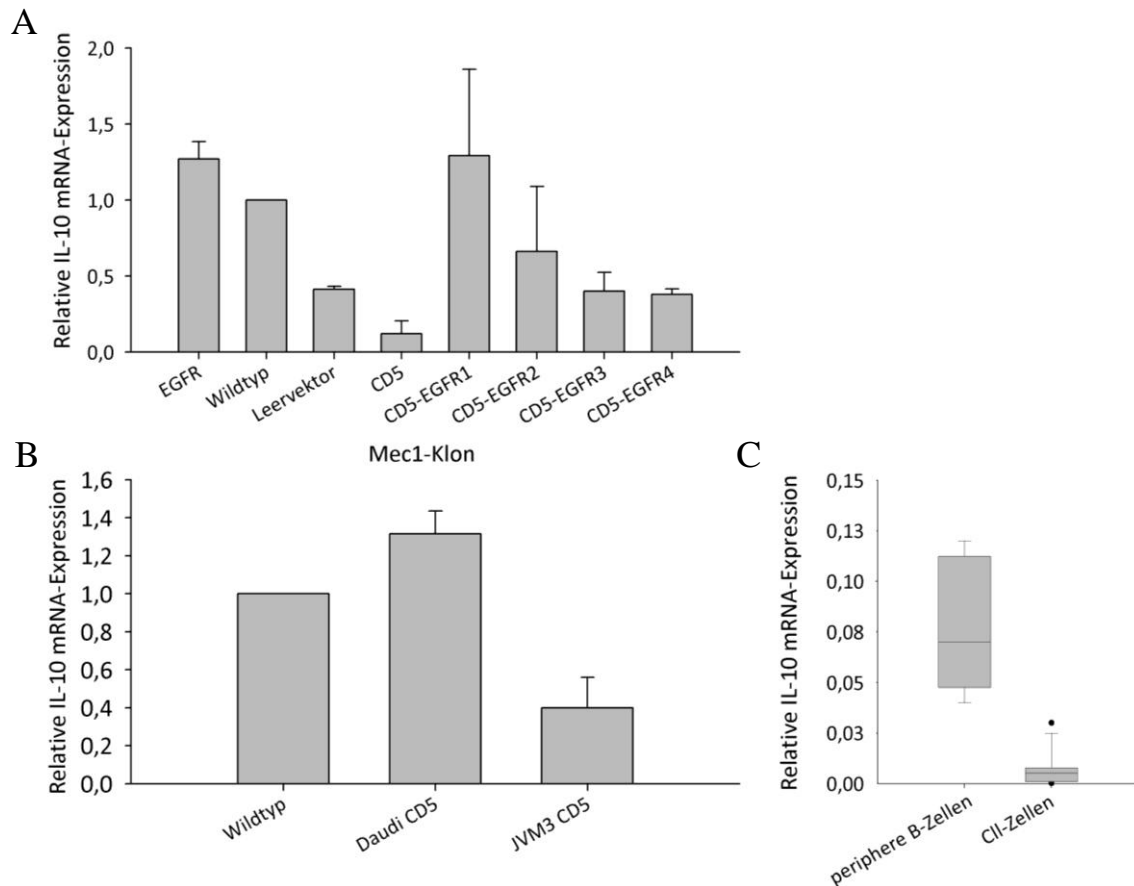 A
Relative IL-10 mRNA-Expression
2,0
1,5
1,0
0,5
0,0
EGFR
Wildtyp
Leervektor
CD5
CD5-EGFR1
CD5-EGFR2
CD5-EGFR3
CD5-EGFR4
Mec1-Klon
B
Relative IL-10 mRNA-Expression
1,6
1,4
1,2
1,0
0,8
0,6
0,4
0,2
0,0
Wildtyp
Daudi CD5
JVM3 CD5
C
Relative IL-10 mRNA-Expression
0,15
0,13
0,10
0,08
0,05
0,03
0,00
periphere B-Zellen
Cll-Zellen